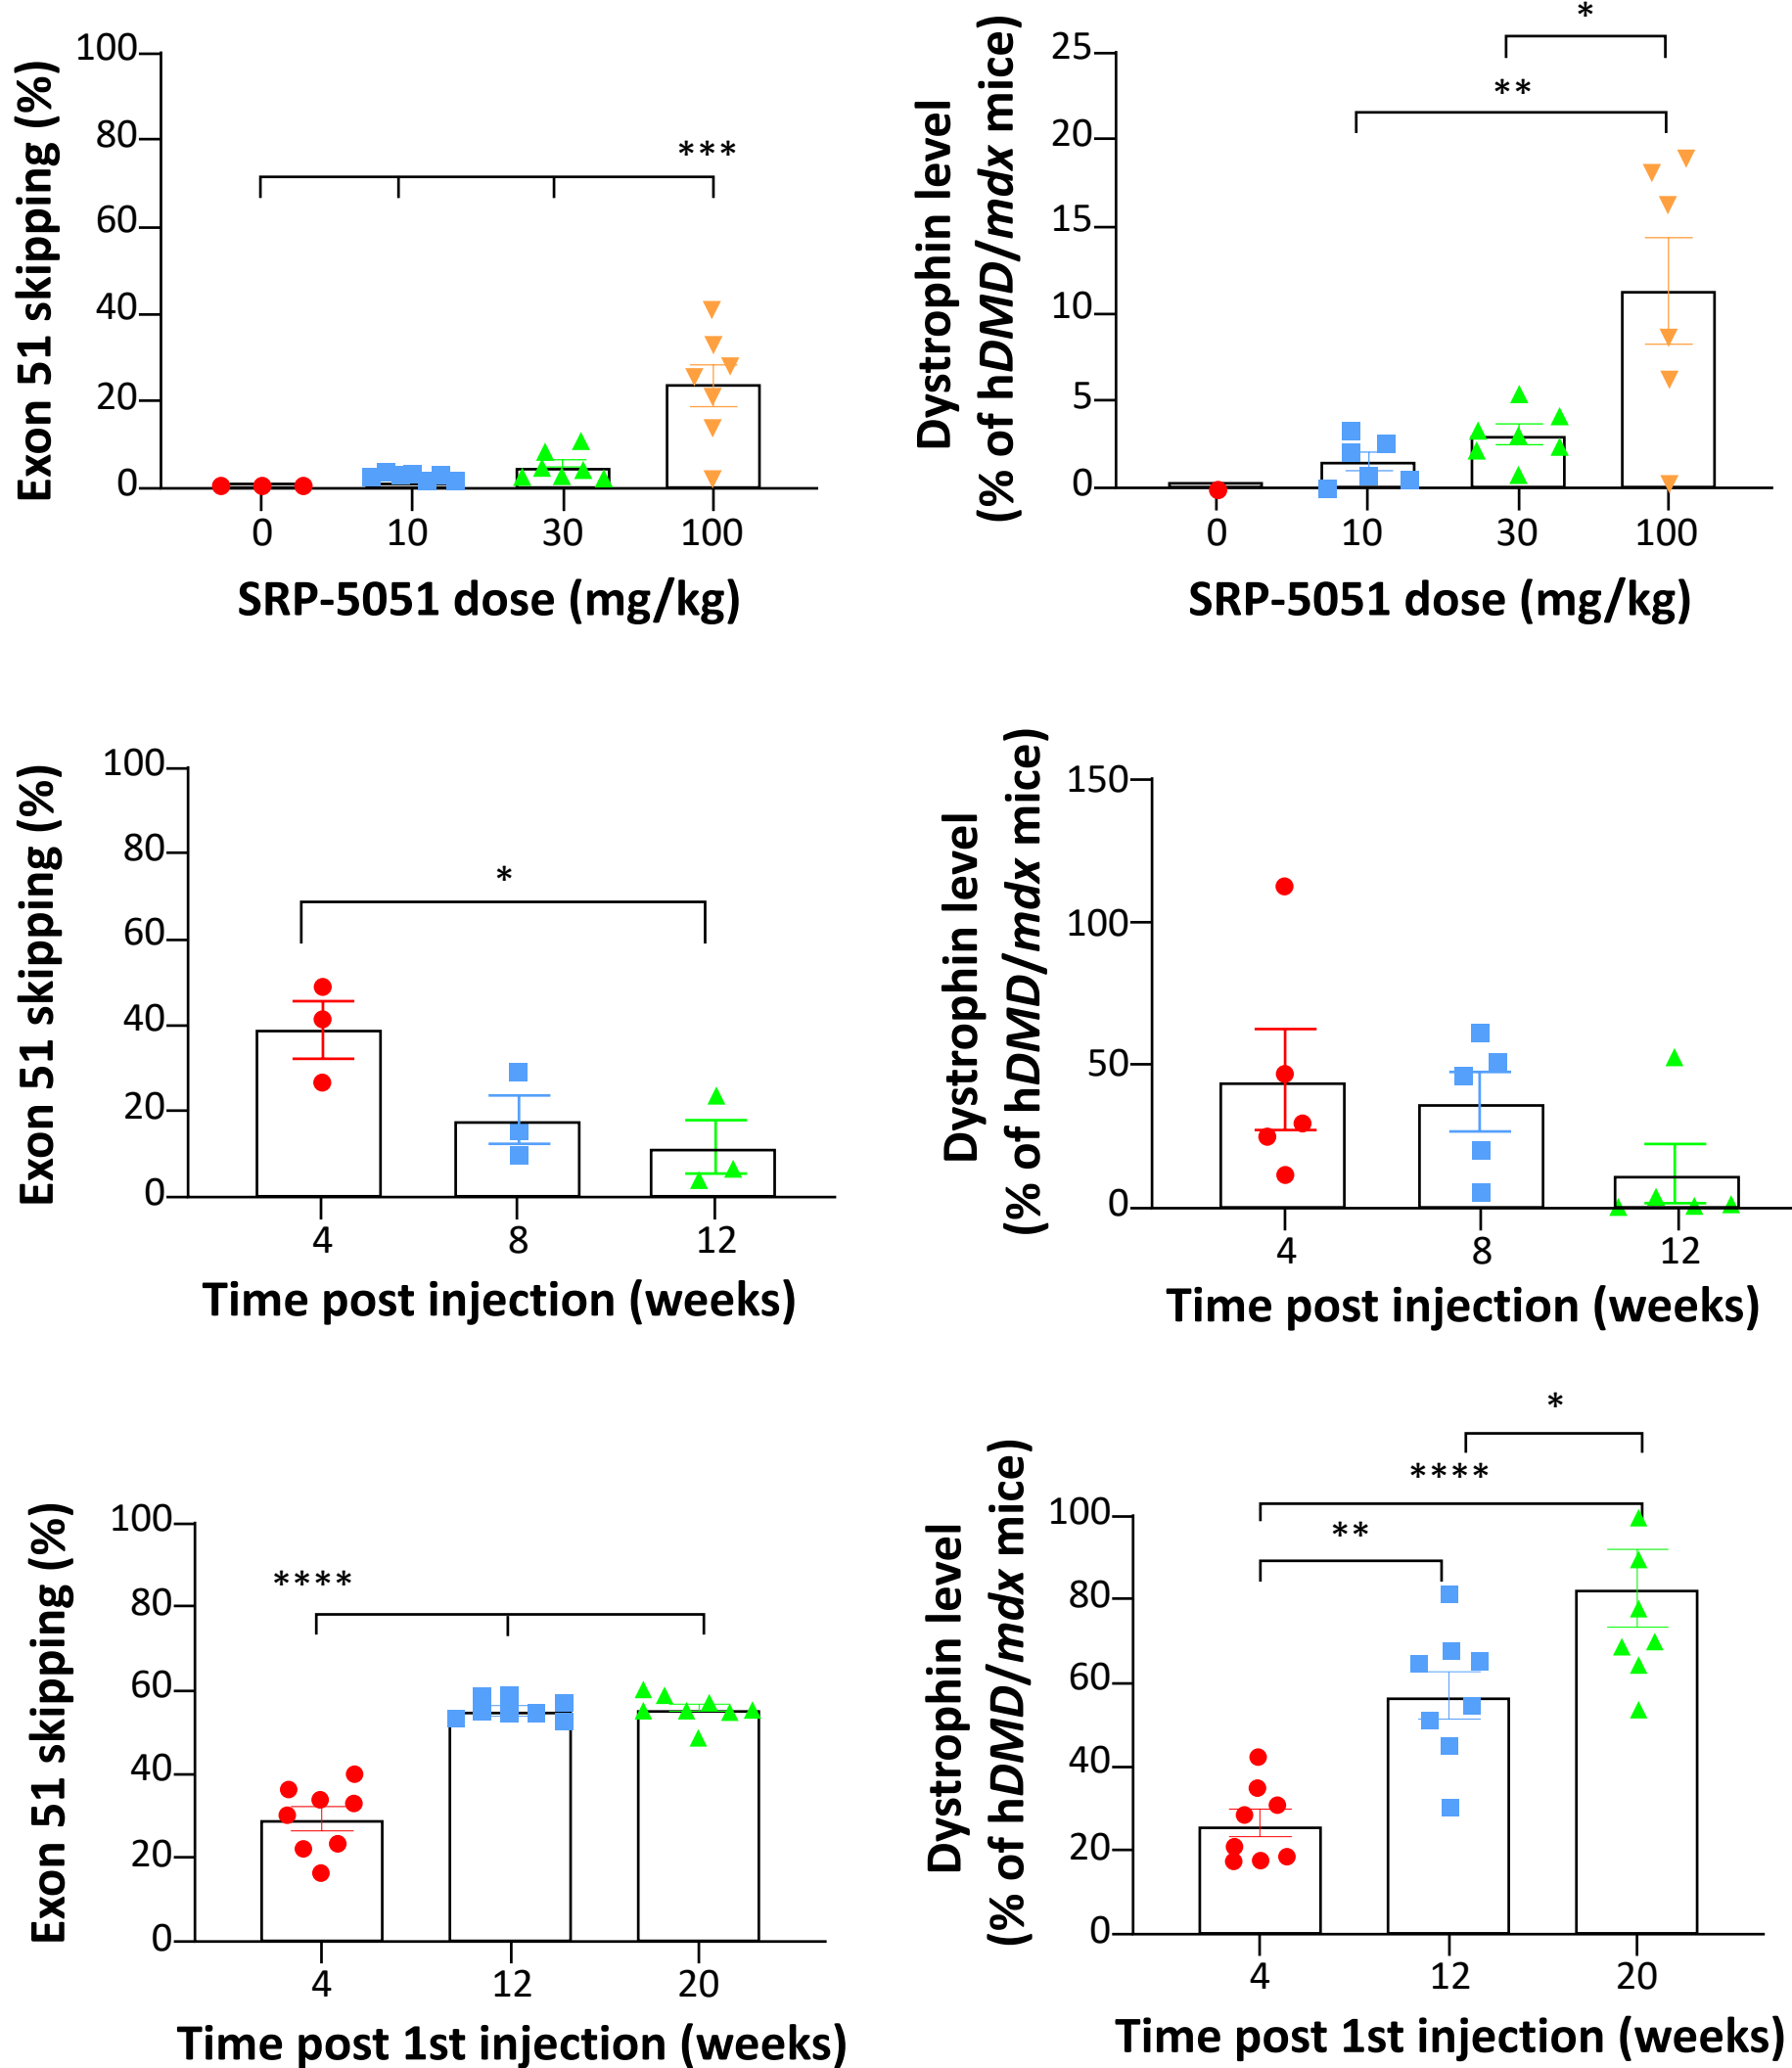 Exon 51 skipping (%)
100
80
60
40
20
0
***
0 10 30 100
SRP-5051 dose (mg/kg)
Dystrophin level
(% of hDMD/mdx mice)
25
20
15
10
5
0
*
**
0 10 30 100
SRP-5051 dose (mg/kg)
Exon 51 skipping (%)
100
80
60
40
20
0
*
4 8 12
Time post injection (weeks)
Dystrophin level
(% of hDMD/mdx mice)
150
100
50
0
4 8 12
Time post injection (weeks)
Exon 51 skipping (%)
100
80
60
40
20
0
****
4 12 20
Time post 1st injection (weeks)
Dystrophin level
(% of hDMD/mdx mice)
100
80
60
40
20
0
*
****
**
4 12 20
Time post 1st injection (weeks)